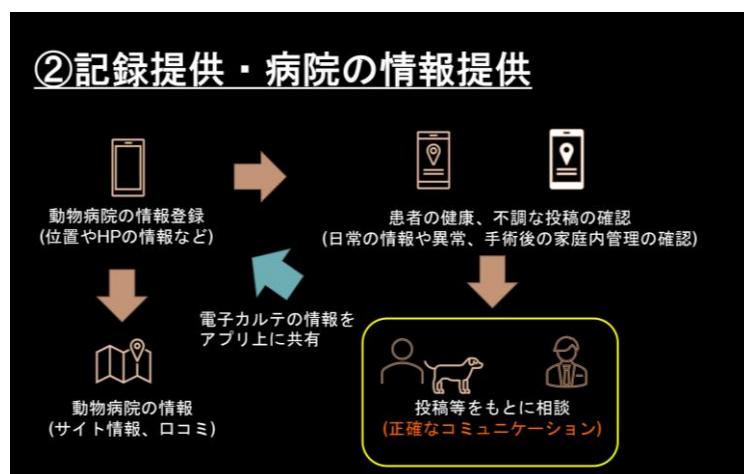 ②記録提供・病院の情報提供
動物病院の情報登録
(位置やHPの情報など)
患者の健康、不調な投稿の確認
(日常の情報や異常、手術後の家庭内管理の確認)
電子カルテの情報を
アプリ上に共有
動物病院の情報
(サイト情報、口コミ)
投稿等をもとに相談
(正確なコミュニケーション)